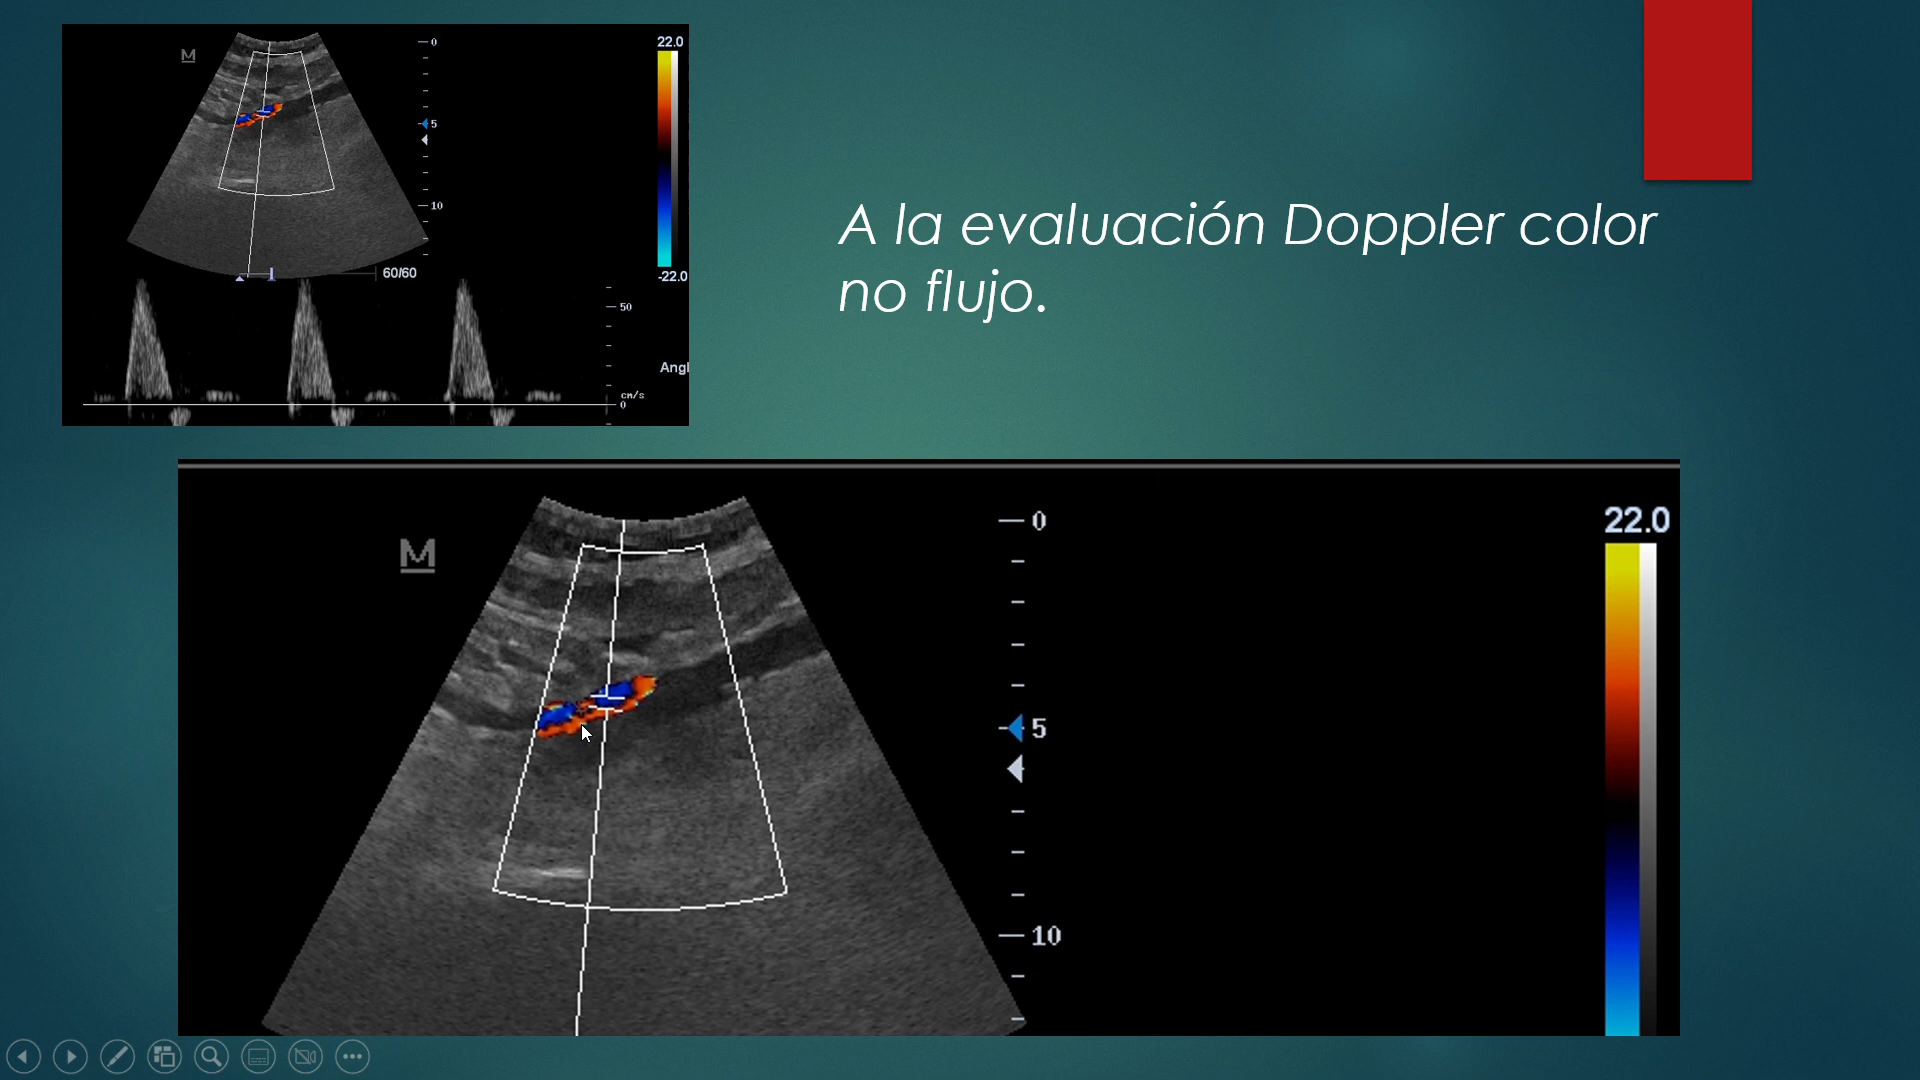 M
0
5
10
22.0
-22.0
60/60
50
cm/s
0
Angl
A la evaluación Doppler color
no flujo.
M
0
5
10
22.0